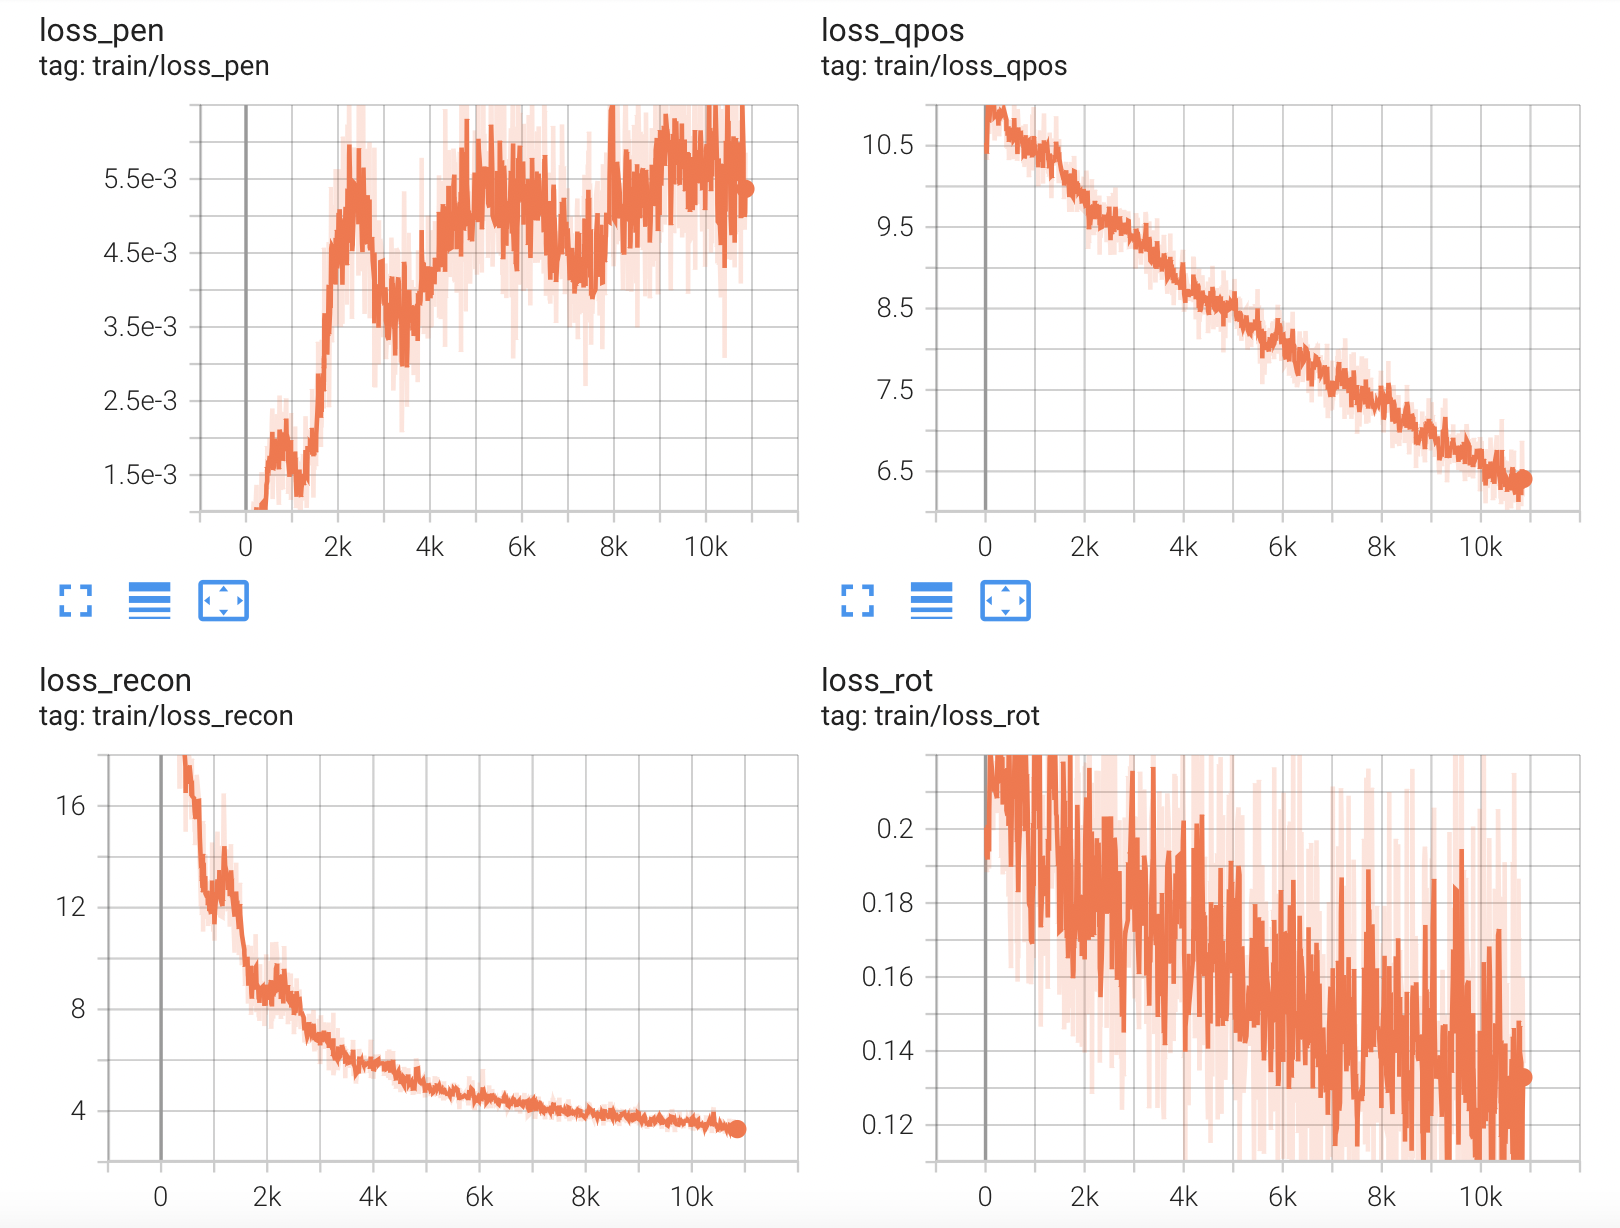 loss_pen
tag: train/loss_pen
5.5e-3
4.5e-3
3.5e-3
2.5e-3
1.5e-3
0 2k 4k 6k 8k 10k
loss_qpos
tag: train/loss_qpos
10.5
9.5
8.5
7.5
6.5
0 2k 4k 6k 8k 10k
loss_recon
tag: train/loss_recon
16
12
8
4
0 2k 4k 6k 8k 10k
loss_rot
tag: train/loss_rot
0.2
0.18
0.16
0.14
0.12
0 2k 4k 6k 8k 10k